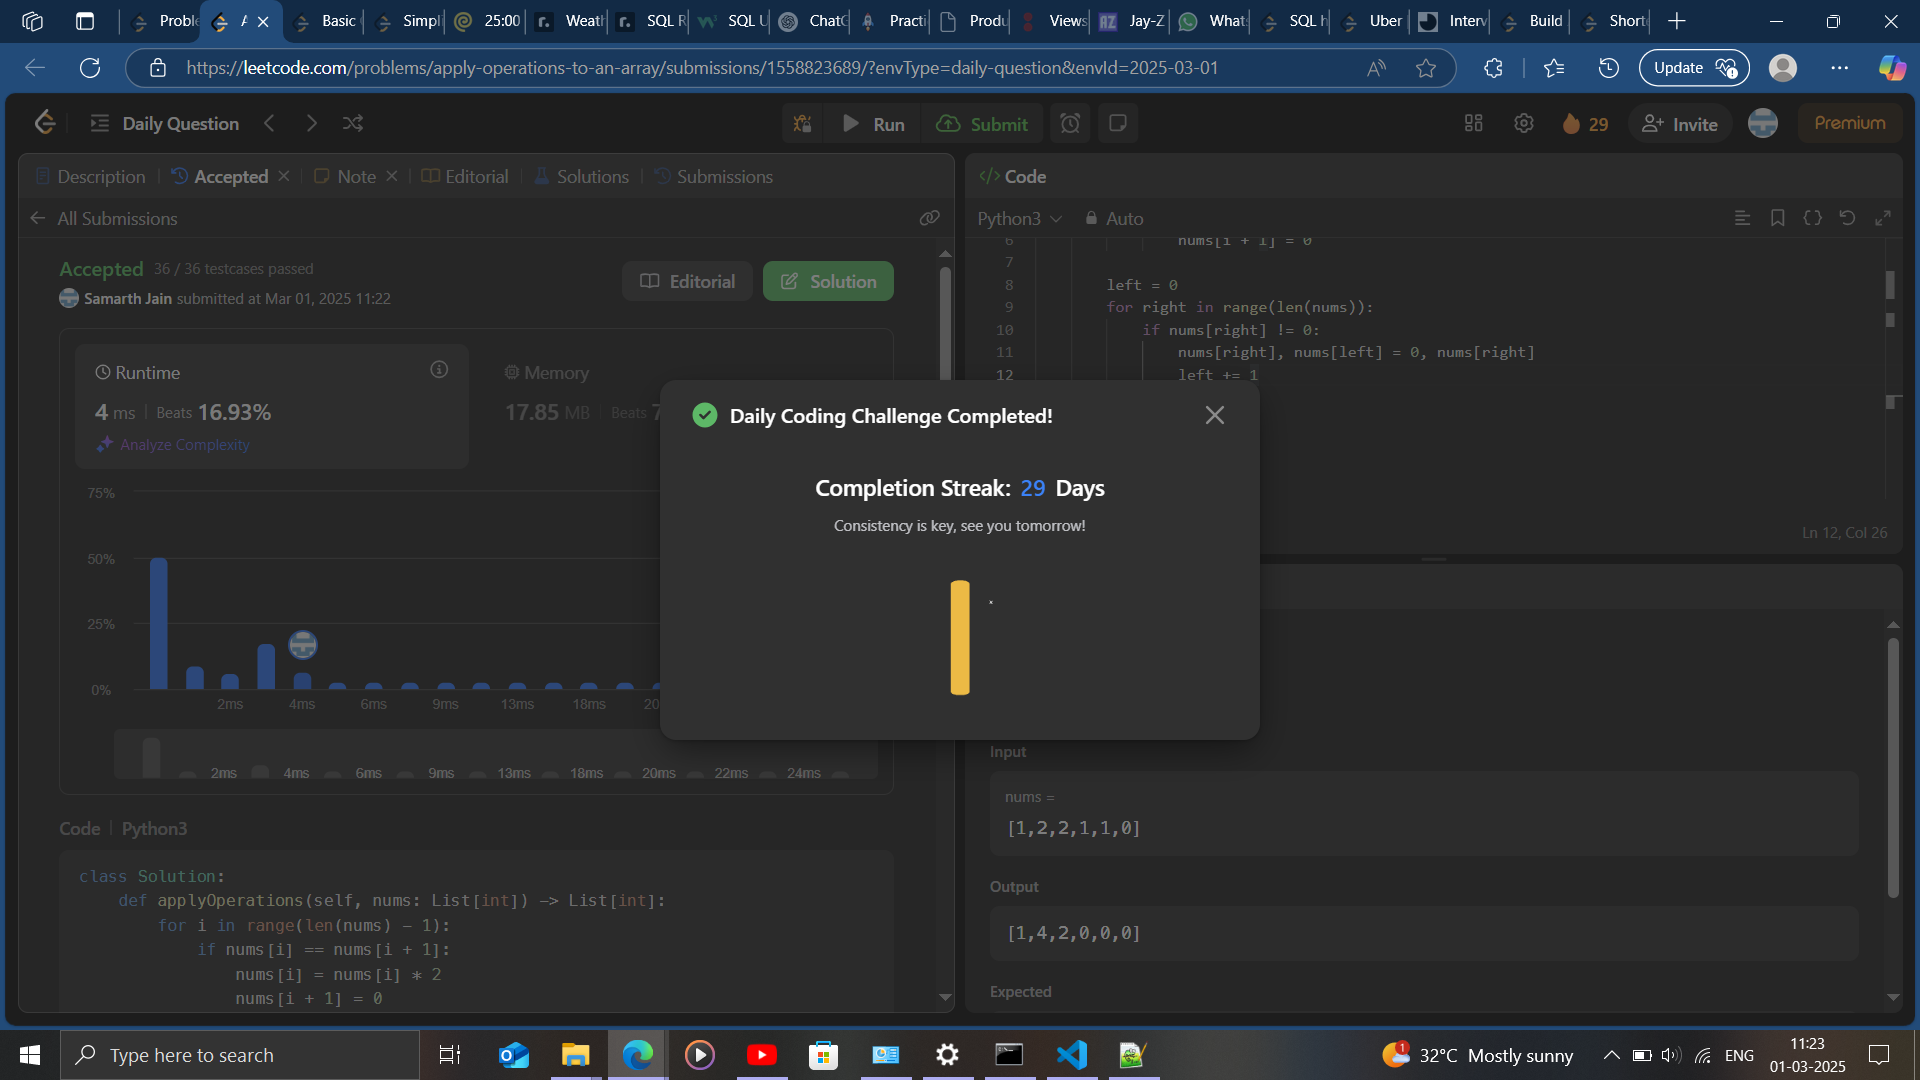 Proble
A
Basic
Simpli
25:00
Weath
SQL R
SQL U
ChatG
Practi
Produ
Views
Jay-Z
What
SQL h
Uber
Interv
Build
Short
https://leetcode.com/problems/apply-operations-to-an-array/submissions/1558823689/?envType=daily-question&envId=2025-03-01
Update
Daily Question
Run
Submit
29
Invite
Premium
Description
Accepted
Note
Editorial
Solutions
Submissions
All Submissions
Accepted 36 / 36 testcases passed
Samarth Jain submitted at Mar 01, 2025 11:22
Editorial
Solution
Runtime
4 ms | Beats 16.93%
Analyze Complexity
Memory
17.85 MB | Beats 7
75%
50%
25%
0%
2ms 4ms 6ms 9ms 13ms 18ms 20
2ms 4ms 6ms 9ms 13ms 18ms 20ms 22ms 24ms
Code | Python3
class Solution:
def applyOperations(self, nums: List[int]) -> List[int]:
for i in range(len(nums) - 1):
if nums[i] == nums[i + 1]:
nums[i] = nums[i] * 2
nums[i + 1] = 0
</> Code
Python3
Auto
6 nums[i + 1] = 0
7
8 left = 0
9 for right in range(len(nums)):
10 if nums[right] != 0:
11 nums[right], nums[left] = 0, nums[right]
12 left += 1
Ln 12, Col 26
Daily Coding Challenge Completed!
Completion Streak: 29 Days
Consistency is key, see you tomorrow!
Input
nums =
[1,2,2,1,1,0]
Output
[1,4,2,0,0,0]
Expected
Type here to search
1
32°C Mostly sunny
ENG
11:23
01-03-2025